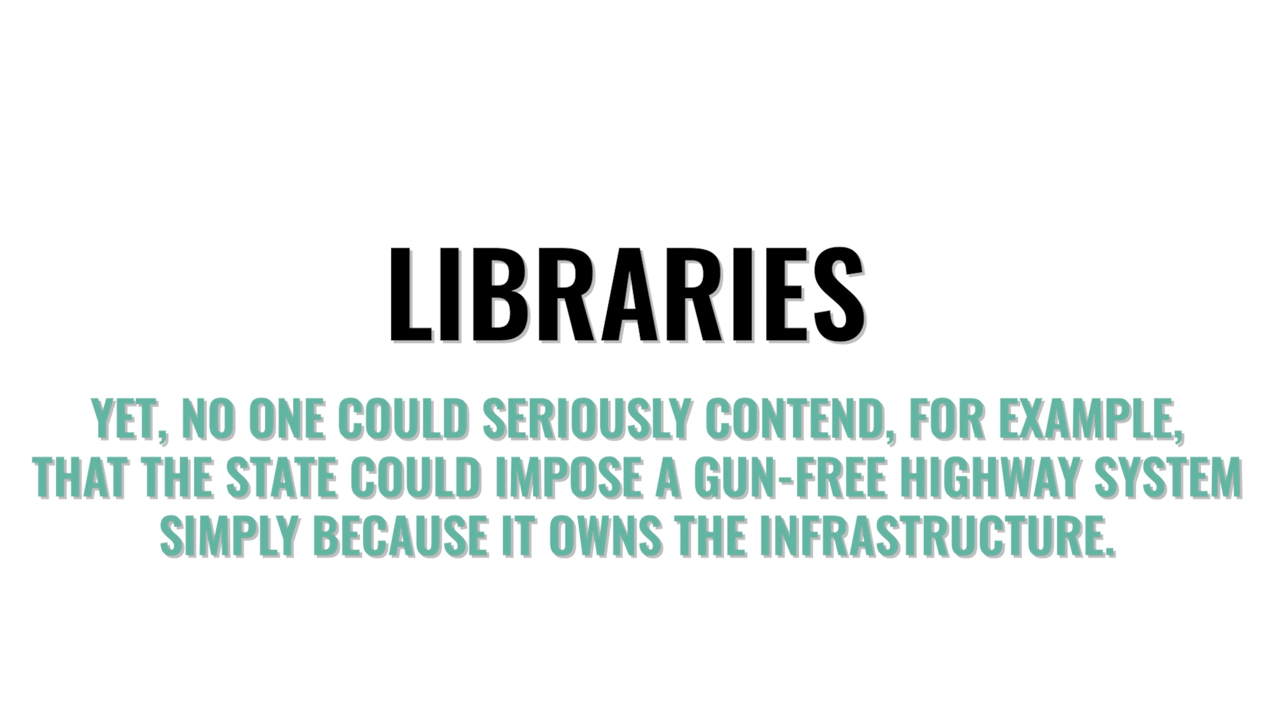 LIBRARIES
YET, NO ONE COULD SERIOUSLY CONTEND, FOR EXAMPLE,
THAT THE STATE COULD IMPOSE A GUN-FREE HIGHWAY SYSTEM
SIMPLY BECAUSE IT OWNS THE INFRASTRUCTURE.